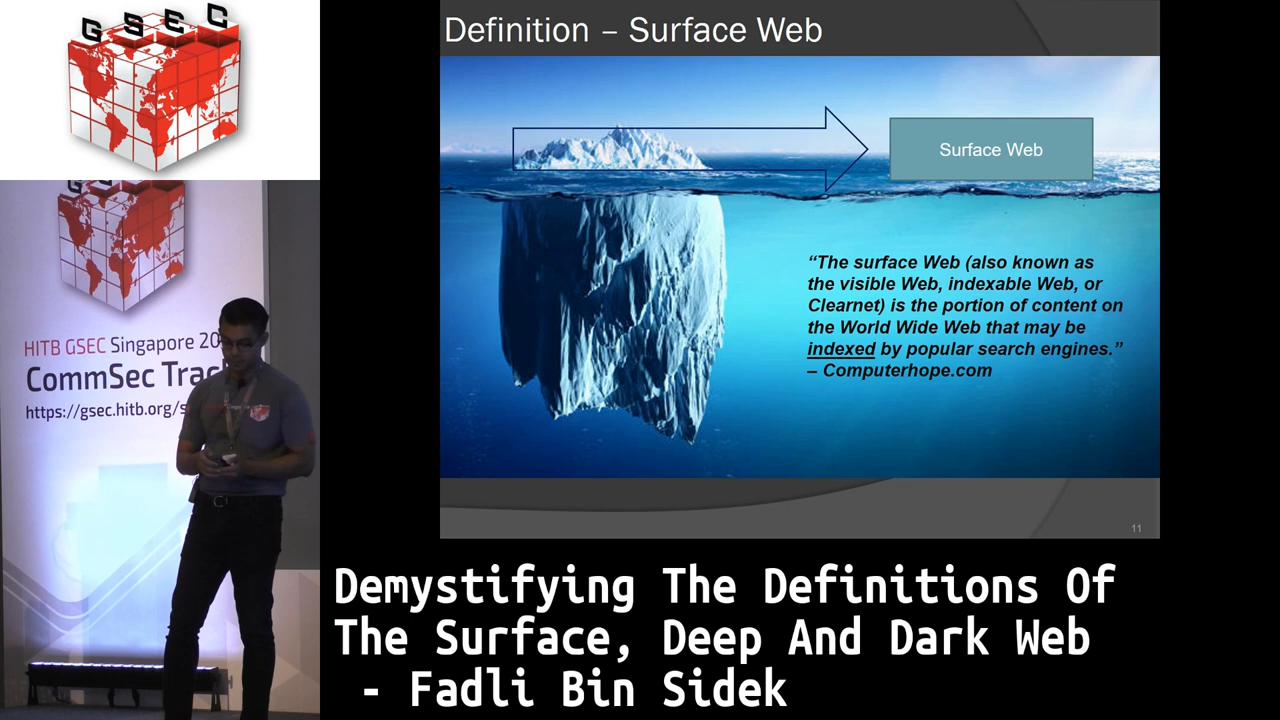 GSEC
G
HITB GSEC Singapore 20
CommSec Trac
https://gsec.hitb.org/s
Definition – Surface Web
Surface Web
“The surface Web (also known as
the visible Web, indexable Web, or
Clearnet) is the portion of content on
the World Wide Web that may be
indexed by popular search engines.”
– Computerhope.com
11
Demystifying The Definitions Of
The Surface, Deep And Dark Web
- Fadli Bin Sidek